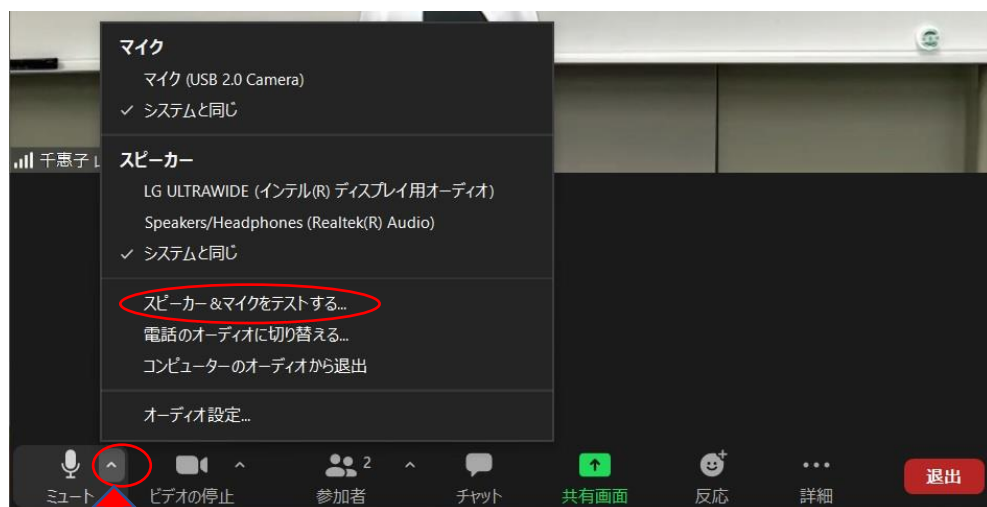 マイク
マイク (USB 2.0 Camera)
✓ システムと同じ
千恵子 L
スピーカー
LG ULTRAWIDE (インテル(R) ディスプレイ用オーディオ)
Speakers/Headphones (Realtek(R) Audio)
✓ システムと同じ
スピーカー&マイクをテストする...
電話のオーディオに切り替える...
コンピューターのオーディオから退出
オーディオ設定...
2
ミュート ビデオの停止 参加者 チャット 共有画面 反応 詳細 退出